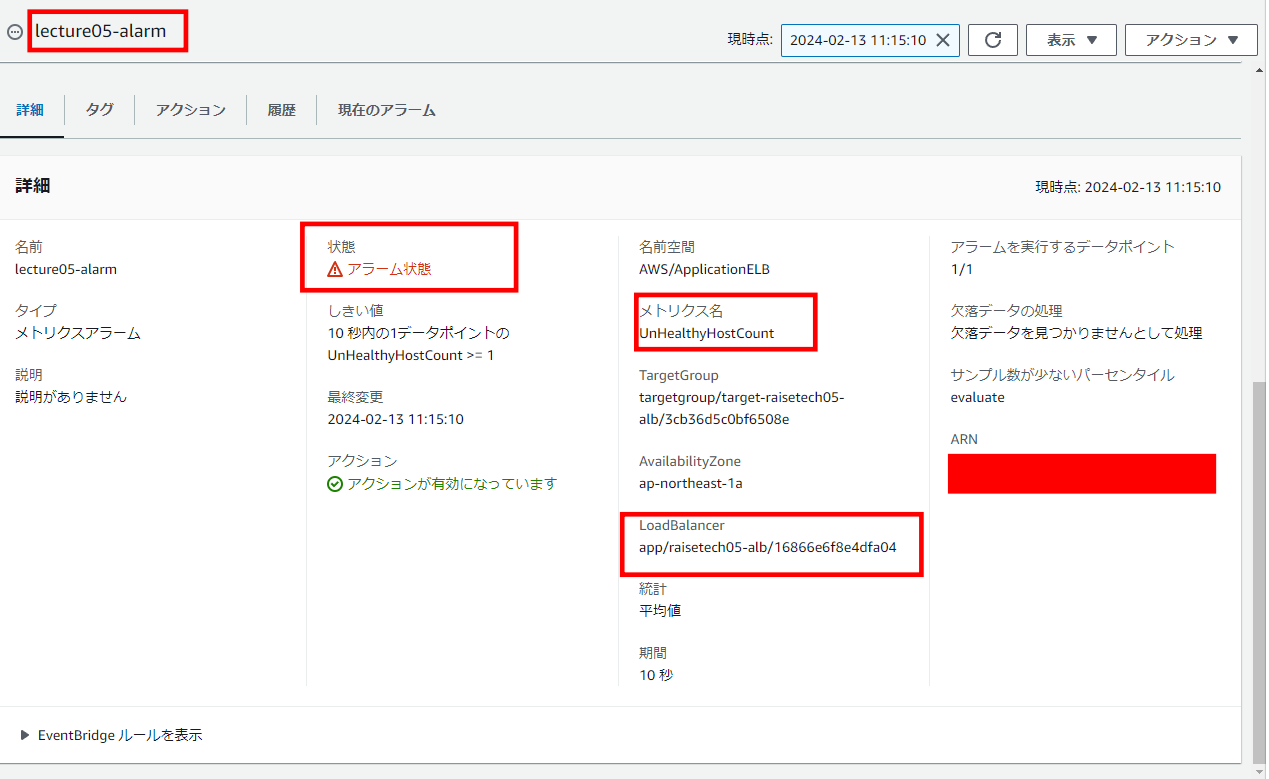 lecture05-alarm
現時点: 2024-02-13 11:15:10
表示
アクション
詳細
タグ
アクション
履歴
現在のアラーム
詳細
現時点: 2024-02-13 11:15:10
名前
lecture05-alarm
タイプ
メトリクスアラーム
説明
説明がありません
状態
アラーム状態
しきい値
10 秒内の1データポイントの
UnHealthyHostCount >= 1
最終変更
2024-02-13 11:15:10
アクション
アクションが有効になっています
名前空間
AWS/ApplicationELB
メトリクス名
UnHealthyHostCount
TargetGroup
targetgroup/target-raisetech05-
alb/3cb36d5c0bf6508e
AvailabilityZone
ap-northeast-1a
LoadBalancer
app/raisetech05-alb/16866e6f8e4dfa04
統計
平均値
期間
10 秒
アラームを実行するデータポイント
1/1
欠落データの処理
欠落データを見つかりませんとして処理
サンプル数が少ないパーセンタイル
evaluate
ARN
EventBridge ルールを表示